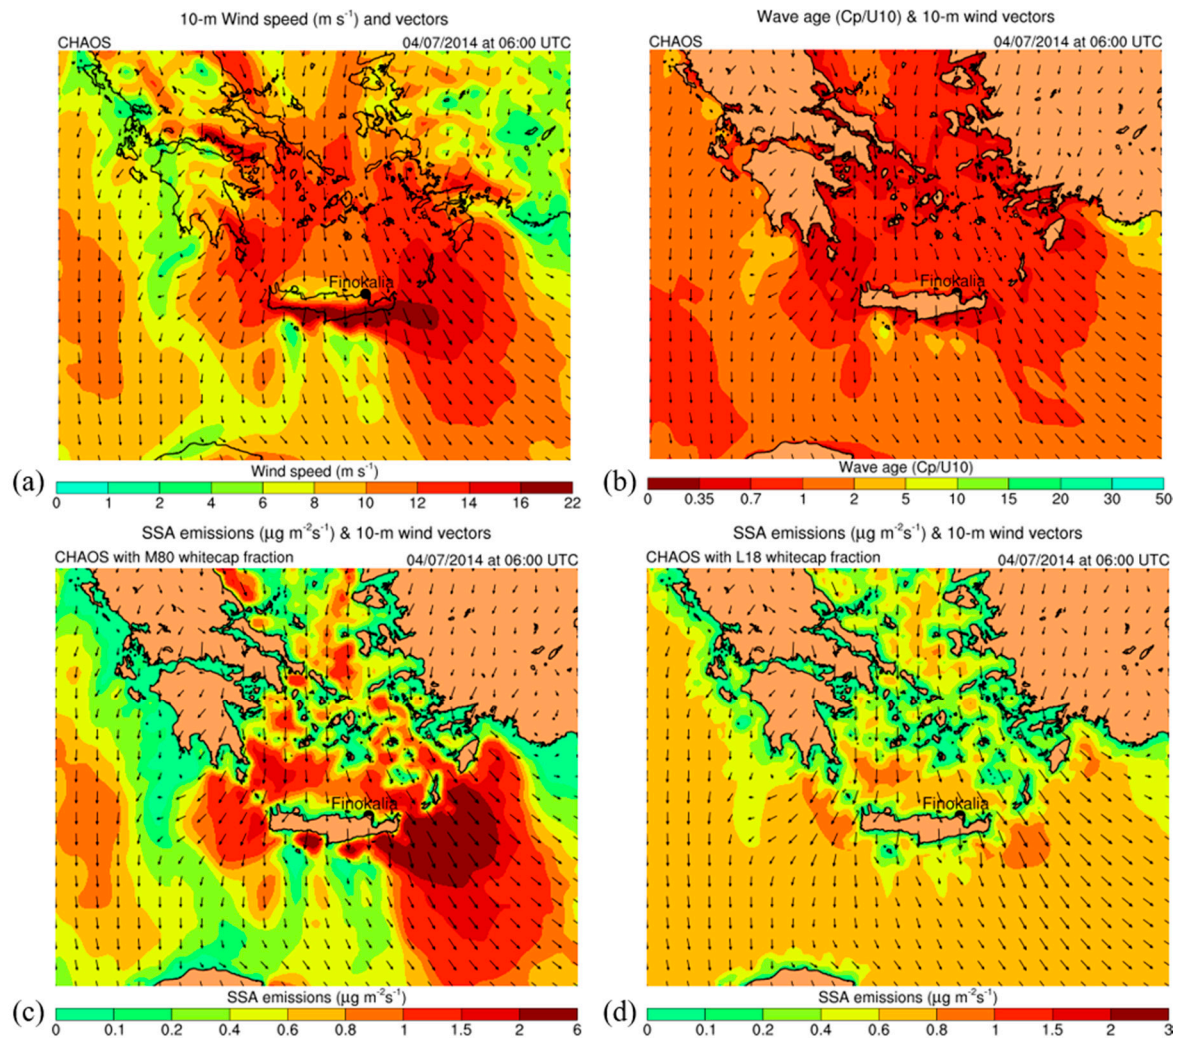 10-m Wind speed (m s⁻¹) and vectors
CHAOS 04/07/2014 at 06:00 UTC
Finokalia
(a)
Wind speed (m s⁻¹)
0 1 2 4 6 8 10 12 14 16 22
Wave age (Cp/U10) & 10-m wind vectors
CHAOS 04/07/2014 at 06:00 UTC
Finokalia
(b)
Wave age (Cp/U10)
0 0.35 0.7 1 2 5 10 15 20 30 50
SSA emissions (μg m⁻²s⁻¹) & 10-m wind vectors
CHAOS with M80 whitecap fraction 04/07/2014 at 06:00 UTC
Finokalia
(c)
SSA emissions (μg m⁻²s⁻¹)
0 0.1 0.2 0.4 0.6 0.8 1 1.5 2 6
SSA emissions (μg m⁻²s⁻¹) & 10-m wind vectors
CHAOS with L18 whitecap fraction 04/07/2014 at 06:00 UTC
Finokalia
(d)
SSA emissions (μg m⁻²s⁻¹)
0 0.1 0.2 0.4 0.6 0.8 1 1.5 2 3